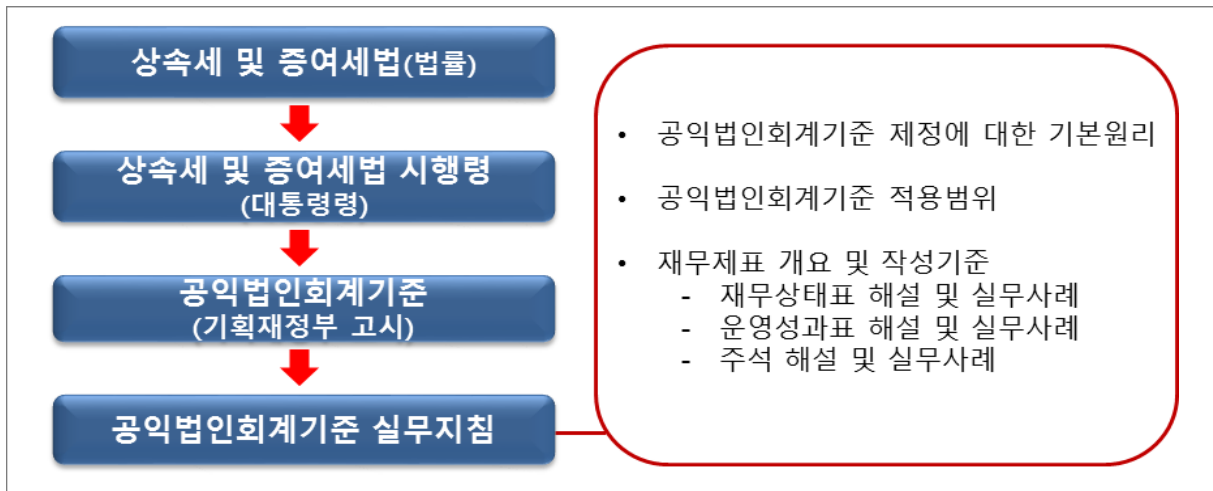 상속세 및 증여세법(법률)
상속세 및 증여세법 시행령
(대통령령)
공익법인회계기준
(기획재정부 고시)
공익법인회계기준 실무지침
• 공익법인회계기준 제정에 대한 기본원리
• 공익법인회계기준 적용범위
• 재무제표 개요 및 작성기준
- 재무상태표 해설 및 실무사례
- 운영성과표 해설 및 실무사례
- 주석 해설 및 실무사례